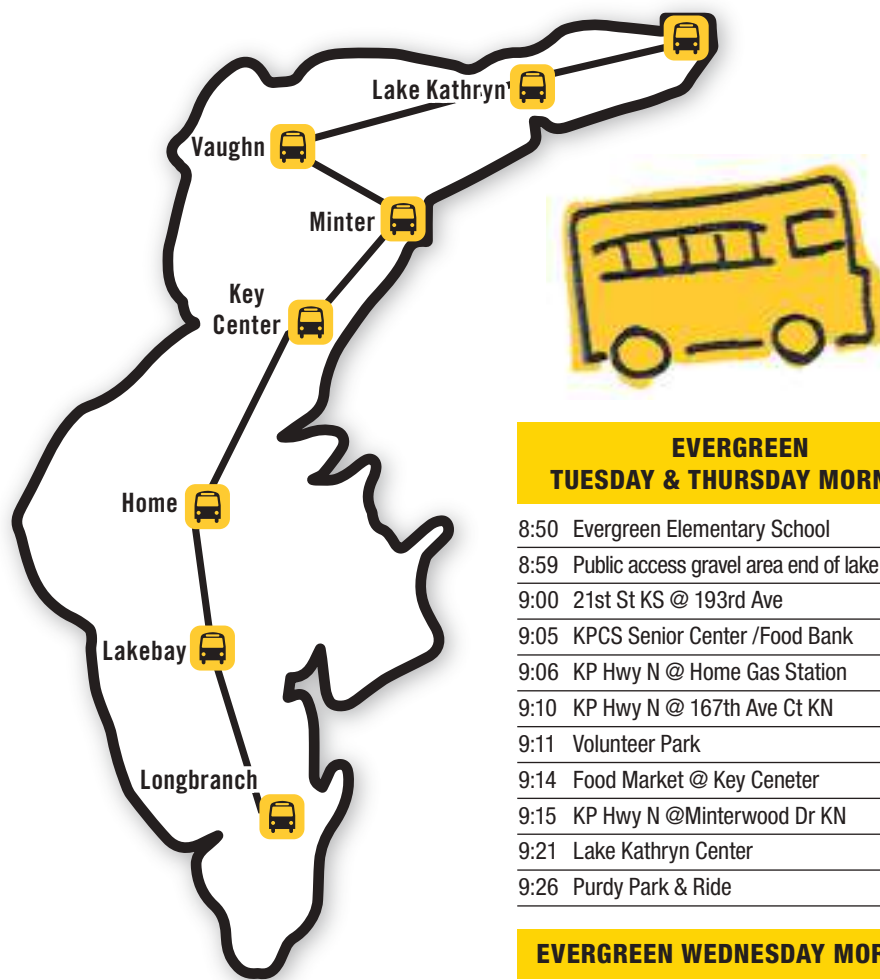 Lake Kathryn
Vaughn
Minter
Key
Center
Home
Lakebay
Longbranch
EVERGREEN
TUESDAY & THURSDAY MORN
8:50 Evergreen Elementary School
8:59 Public access gravel area end of lake
9:00 21st St KS @ 193rd Ave
9:05 KPCS Senior Center /Food Bank
9:06 KP Hwy N @ Home Gas Station
9:10 KP Hwy N @ 167th Ave Ct KN
9:11 Volunteer Park
9:14 Food Market @ Key Ceneter
9:15 KP Hwy N @Minterwood Dr KN
9:21 Lake Kathryn Center
9:26 Purdy Park & Ride
EVERGREEN WEDNESDAY MOR